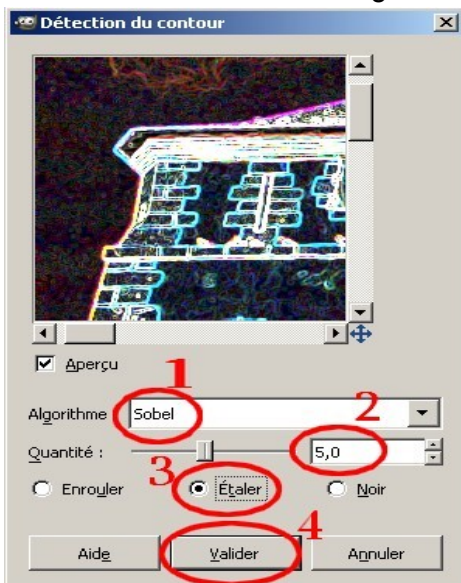 Détection du contour
Aperçu
1
Algorithme Sobel
2
Quantité : 5,0
3
Enrouler Étaler Noir
4
Aide Valider Annuler